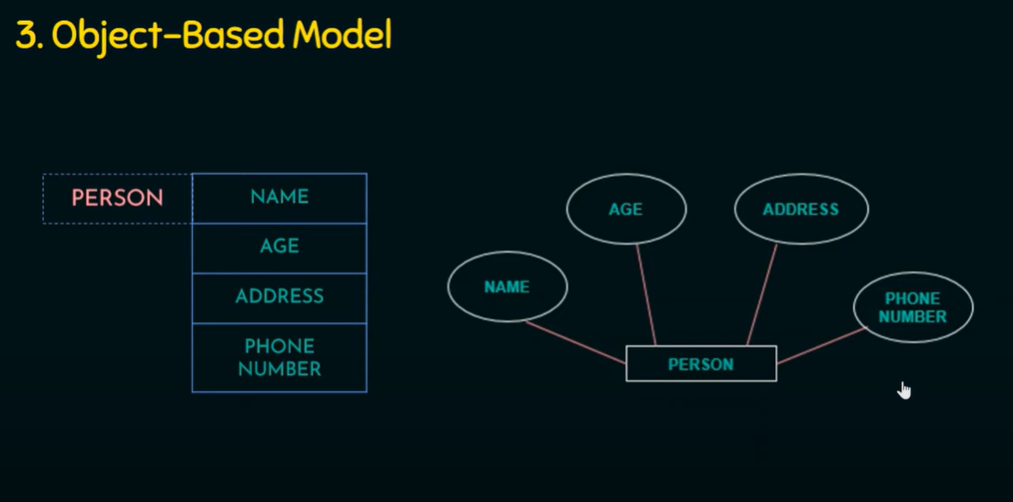 3. Object-Based Model
PERSON
NAME
AGE
ADDRESS
PHONE
NUMBER
AGE
ADDRESS
NAME
PHONE
NUMBER
PERSON